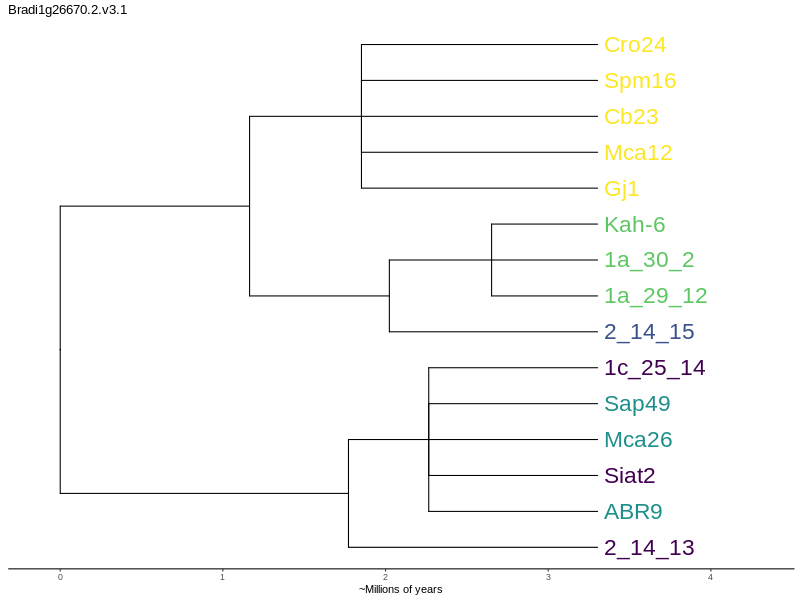 Bradi1g26670.2.v3.1
Cro24
Spm16
Cb23
Mca12
Gj1
Kah-6
1a_30_2
1a_29_12
2_14_15
1c_25_14
Sap49
Mca26
Siat2
ABR9
2_14_13
0 1 2 3 4
~Millions of years